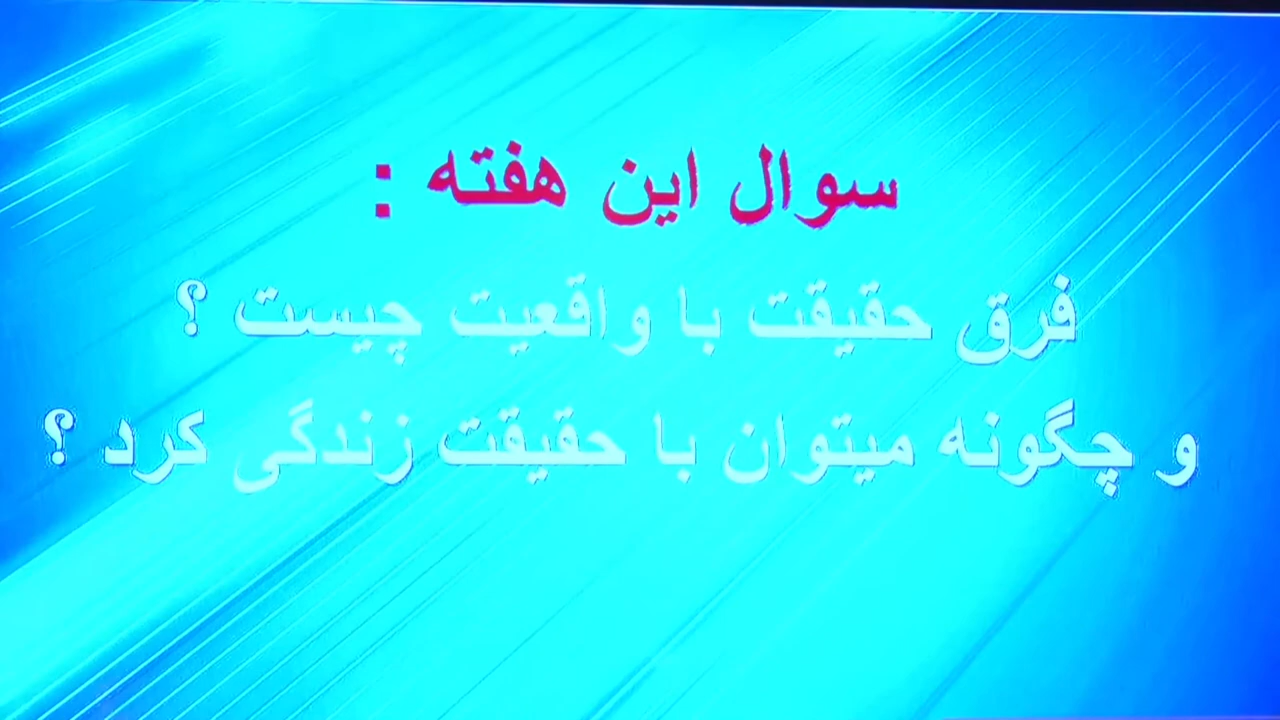 سوال این هفته :
فرق حقیقت با واقعیت چیست ؟
و چگونه میتوان با حقیقت زندگی کرد ؟